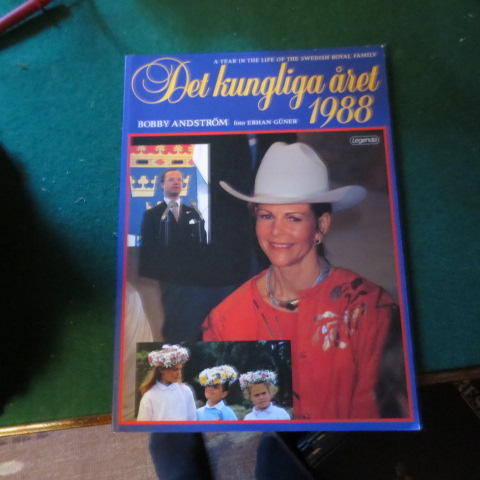 A YEAR IN THE LIFE OF THE SWEDISH ROYAL FAMILY
Det kungliga året
1988
BOBBY ANDSTRÖM foto ERHAN GÜNER
Legenda